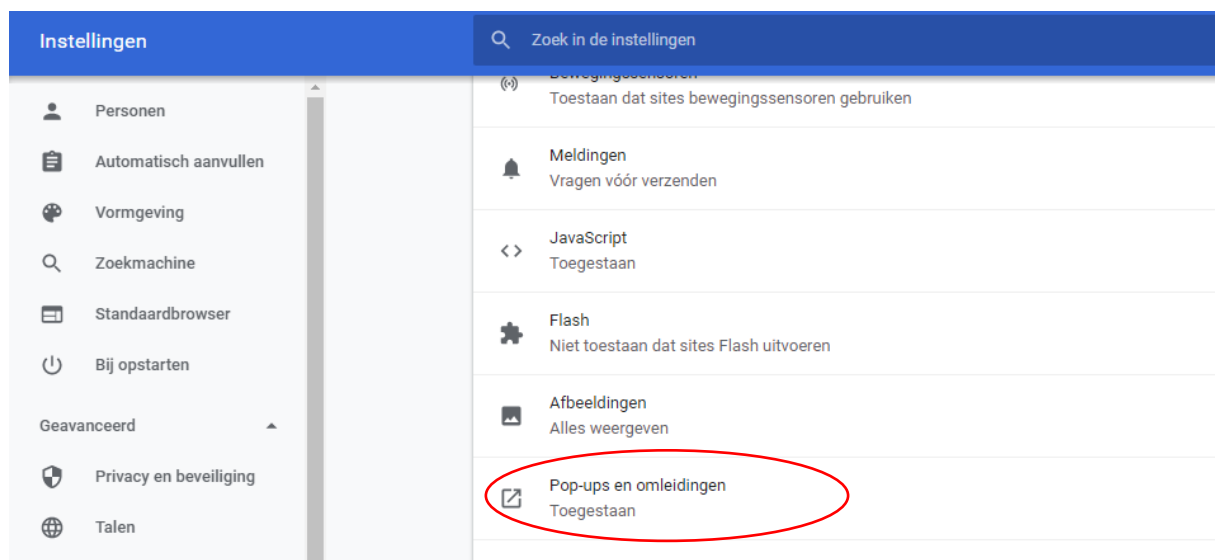 Instellingen
Zoek in de instellingen
Personen
Automatisch aanvullen
Vormgeving
Zoekmachine
Standaardbrowser
Bij opstarten
Geavanceerd
Privacy en beveiliging
Talen
Bewegingssensoren
Toestaan dat sites bewegingssensoren gebruiken
Meldingen
Vragen vóór verzenden
JavaScript
Toegestaan
Flash
Niet toestaan dat sites Flash uitvoeren
Afbeeldingen
Alles weergeven
Pop-ups en omleidingen
Toegestaan